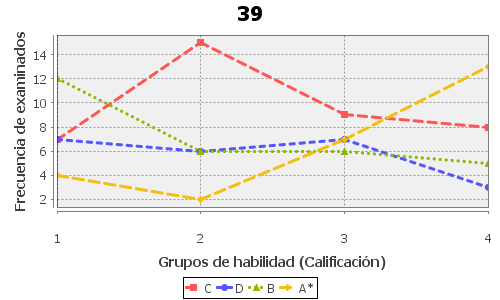 39
Frecuencia de examinados
14
12
10
8
6
4
2
1 2 3 4
Grupos de habilidad (Calificación)
C D B A*